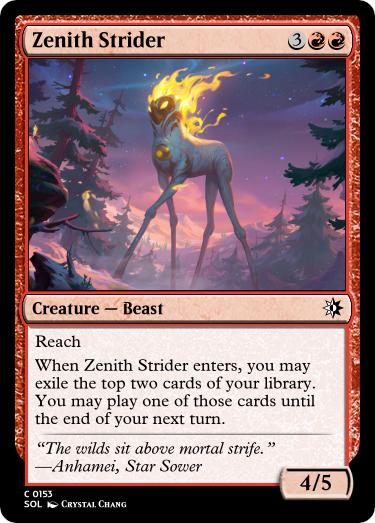 Zenith Strider 3
Creature — Beast
Reach
When Zenith Strider enters, you may
exile the top two cards of your library.
You may play one of those cards until
the end of your next turn.
“The wilds sit above mortal strife.”
—Anhamei, Star Sower
4/5
C 0153
SOL Crystal Chang